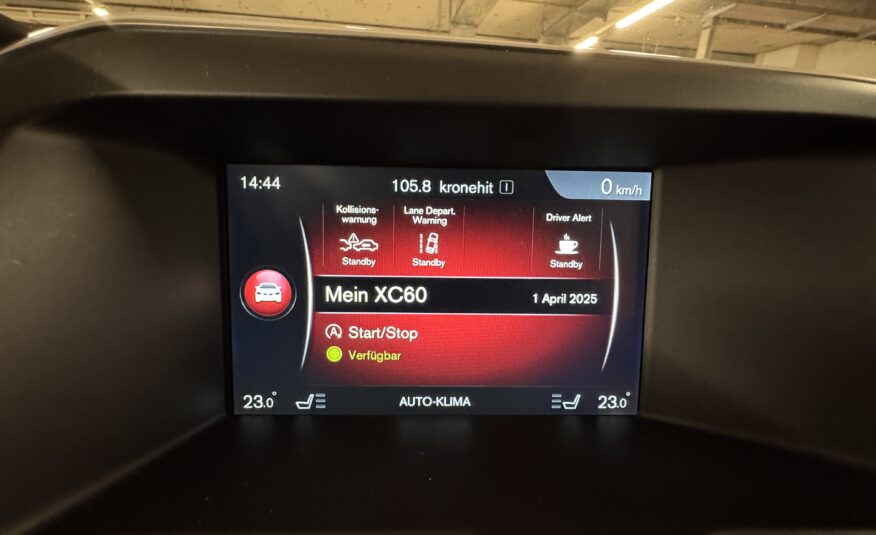 14:44
105.8 kronehit I
0 km/h
Kollisions-
warnung
Standby
Lane Depart.
Warning
Standby
Driver Alert
Standby
Mein XC60
1 April 2025
A Start/Stop
Verfügbar
23.0°
AUTO-KLIMA
23.0°